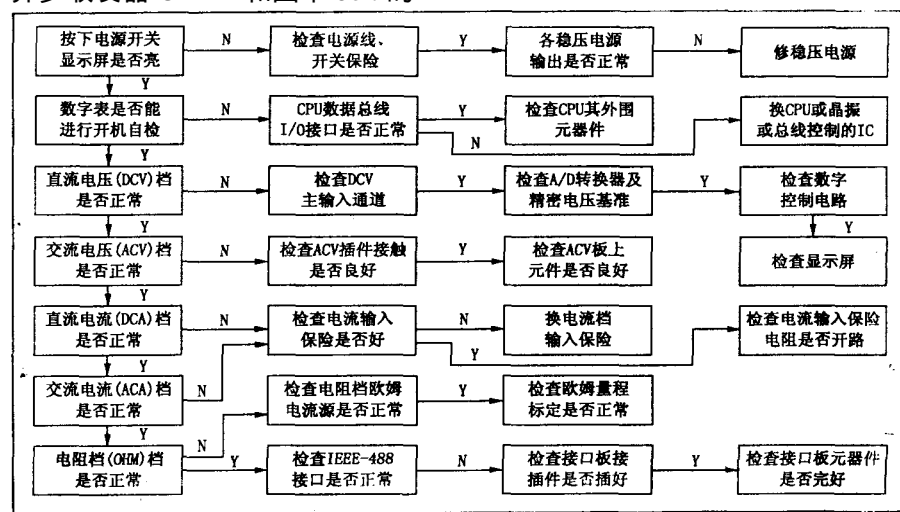 按下电源开关
显示屏是否亮
N
检查电源线、
开关保险
Y
各稳压电源
输出是否正常
N
修稳压电源
Y
数字表是否能
进行开机自检
N
CPU数据总线
I/O接口是否正常
Y
检查CPU其外围
元器件
N
换CPU或晶振
或总线控制的IC
Y
直流电压(DCV)档
是否正常
N
检查DCV
主输入通道
Y
检查A/D转换器及
精密电压基准
Y
检查数字
控制电路
Y
Y
交流电压(ACV)档
是否正常
N
检查ACV插件接触
是否良好
Y
检查ACV板上
元件是否良好
检查显示屏
Y
直流电流(DCA)档
是否正常
N
检查电流输入
保险是否好
N
换电流档
输入保险
Y
检查电流输入保险
电阻是否开路
Y
交流电流(ACA)档
是否正常
N
检查电阻档欧姆
电流源是否正常
Y
检查欧姆量程
标定是否正常
Y
N
电阻档(OHM)档
是否正常
Y
检查IEEE-488
接口是否正常
N
检查接口板接
插件是否插好
Y
检查接口板元器件
是否完好